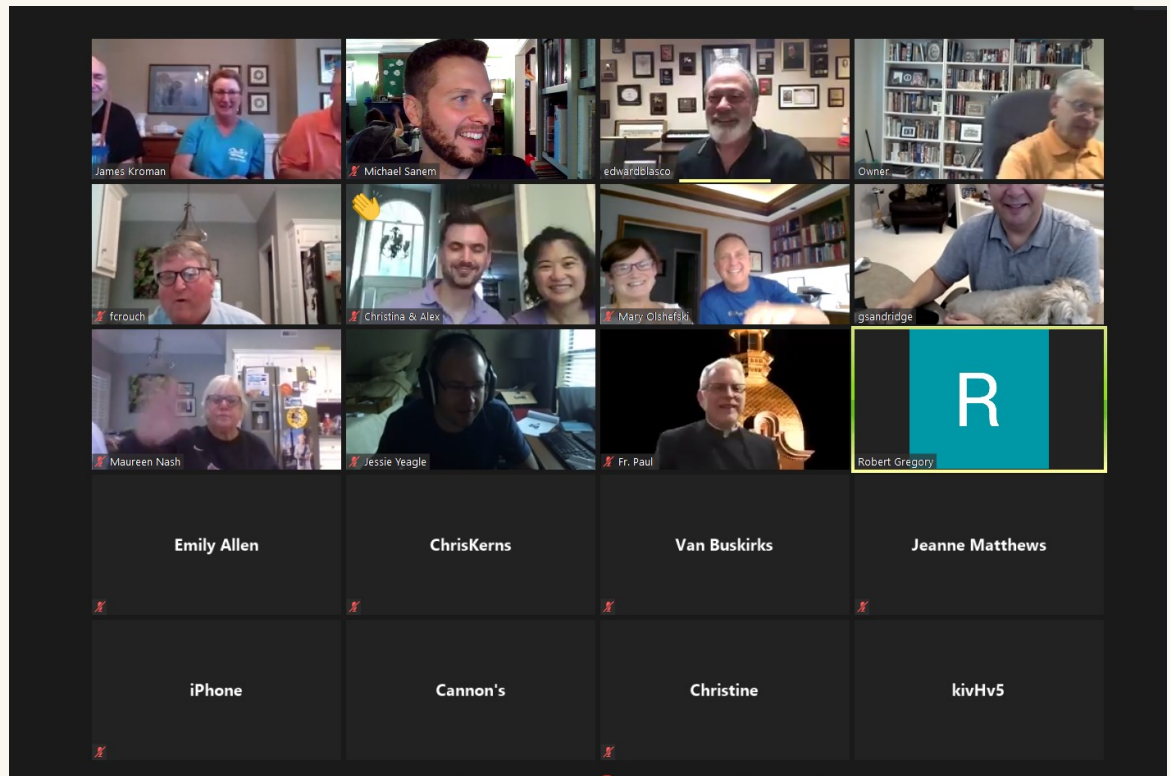 James Kroman
Michael Sanem
edwardblasco
Owner
fcrouch
Christina & Alex
Mary Olshefski
gsandridge
Maureen Nash
Jessie Yeagle
Fr. Paul
R
Robert Gregory
Emily Allen
ChrisKerns
Van Buskirks
Jeanne Matthews
iPhone
Cannon's
Christine
kivHv5